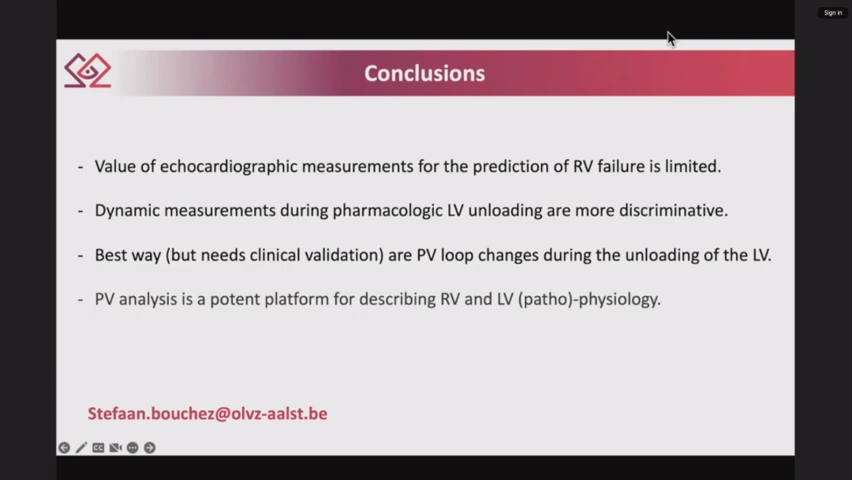 Sign in
Conclusions
- Value of echocardiographic measurements for the prediction of RV failure is limited.
- Dynamic measurements during pharmacologic LV unloading are more discriminative.
- Best way (but needs clinical validation) are PV loop changes during the unloading of the LV.
- PV analysis is a potent platform for describing RV and LV (patho)-physiology.
Stefaan.bouchez@olvz-aalst.be
CC